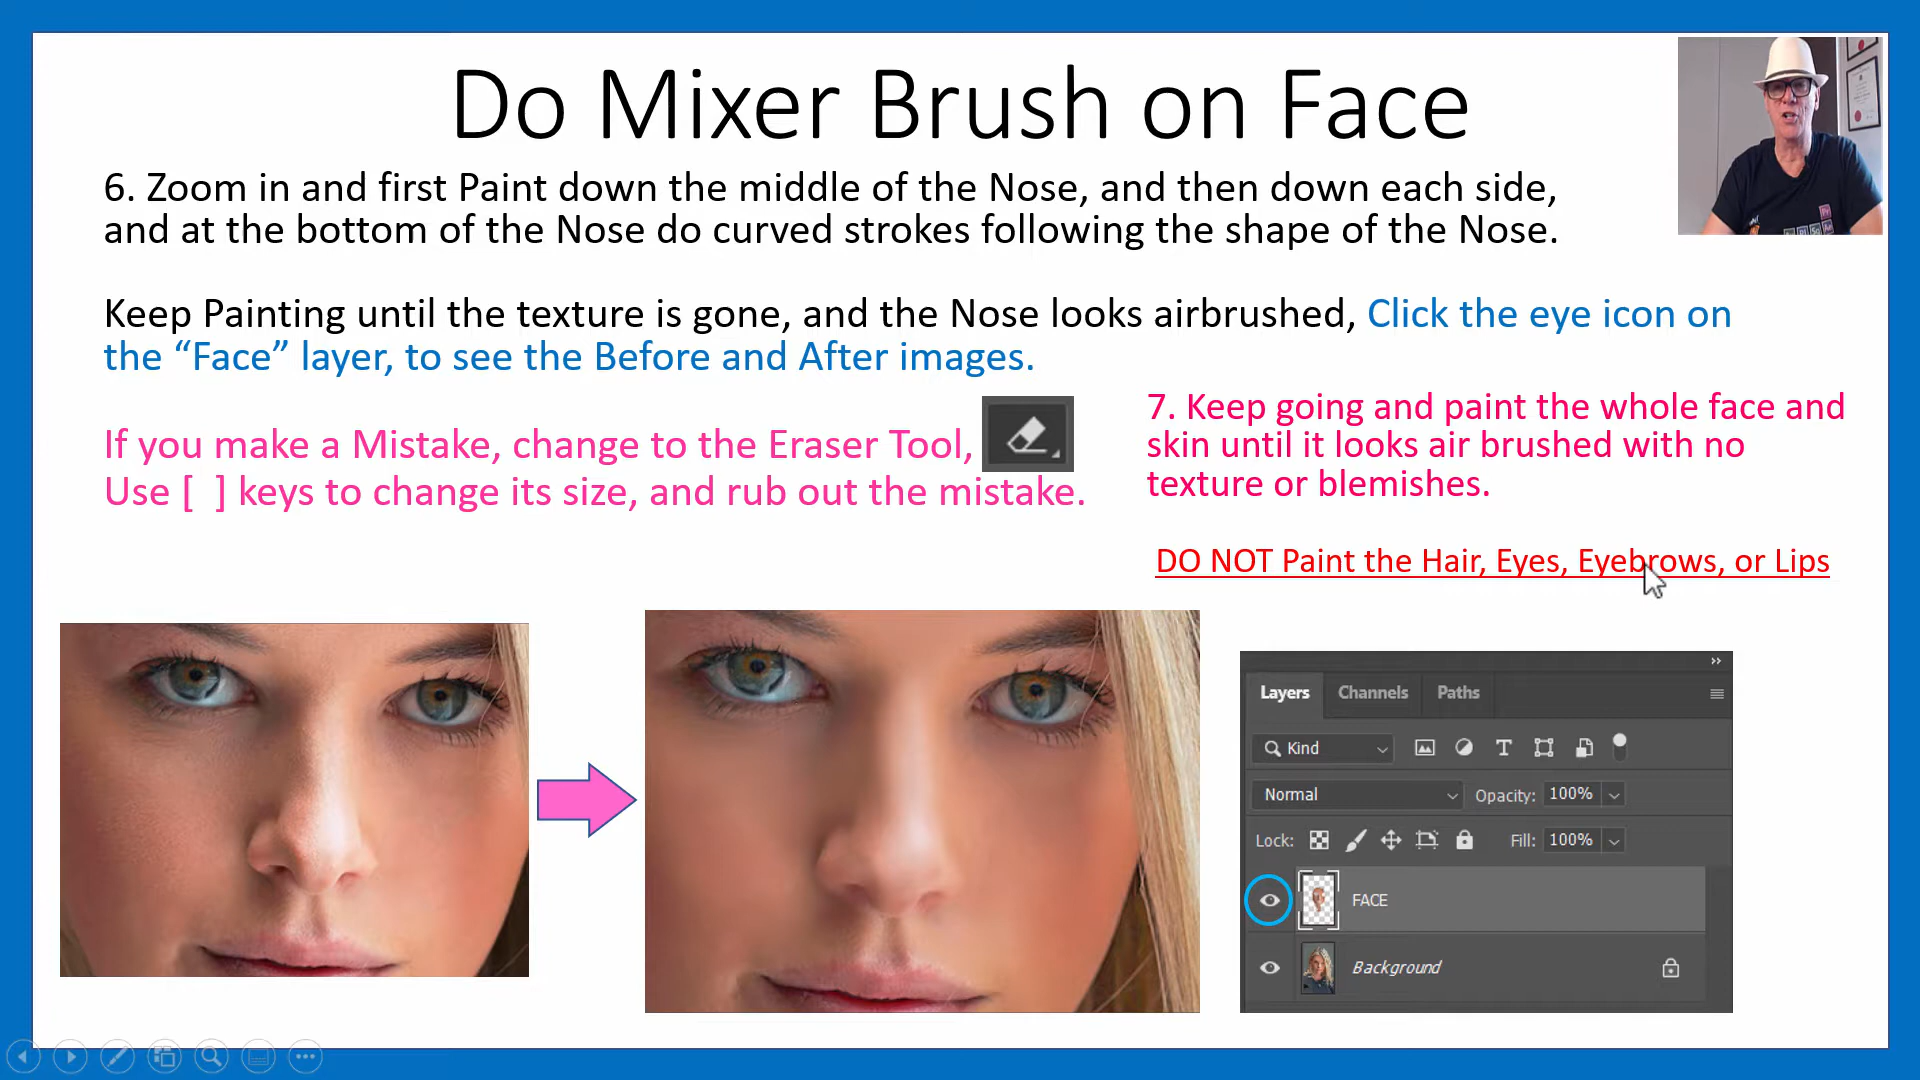 Do Mixer Brush on Face
6. Zoom in and first Paint down the middle of the Nose, and then down each side,
and at the bottom of the Nose do curved strokes following the shape of the Nose.
Keep Painting until the texture is gone, and the Nose looks airbrushed, Click the eye icon on
the “Face” layer, to see the Before and After images.
If you make a Mistake, change to the Eraser Tool,
Use [  ] keys to change its size, and rub out the mistake.
7. Keep going and paint the whole face and
skin until it looks air brushed with no
texture or blemishes.
DO NOT Paint the Hair, Eyes, Eyebrows, or Lips
Layers Channels Paths
Kind
Normal Opacity: 100%
Lock: Fill: 100%
FACE
Background